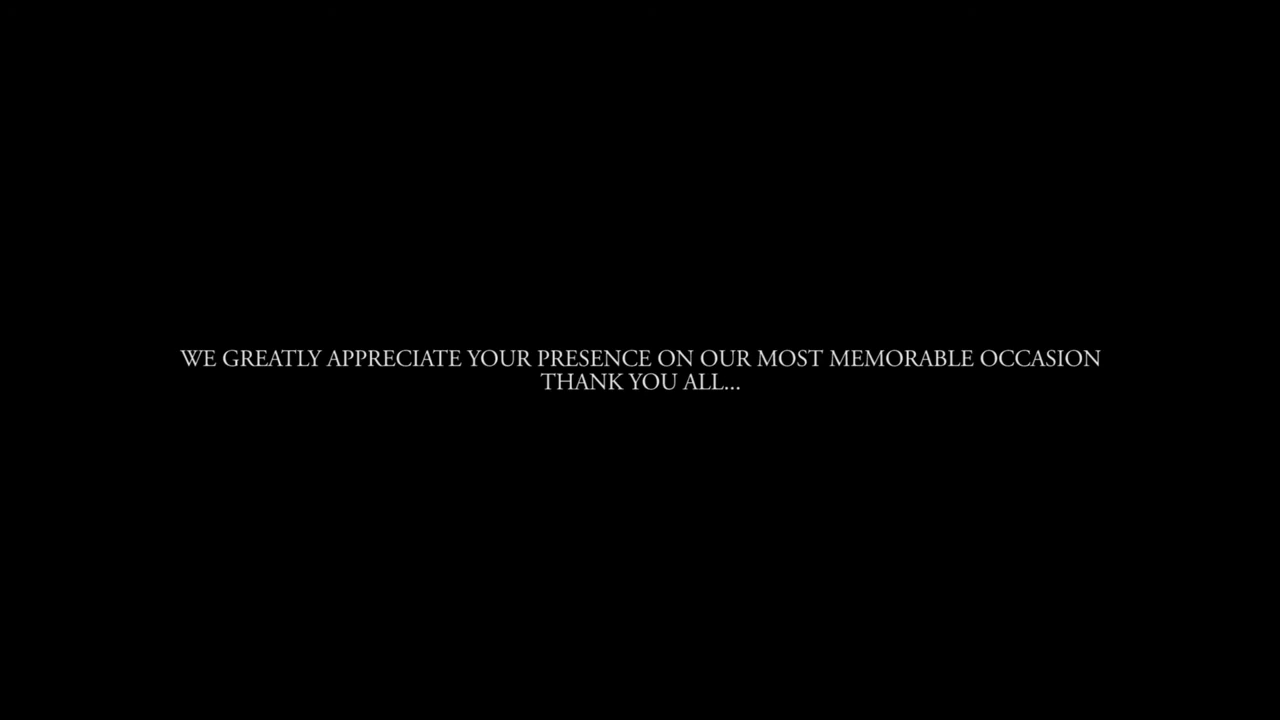 WE GREATLY APPRECIATE YOUR PRESENCE ON OUR MOST MEMORABLE OCCASION
THANK YOU ALL...